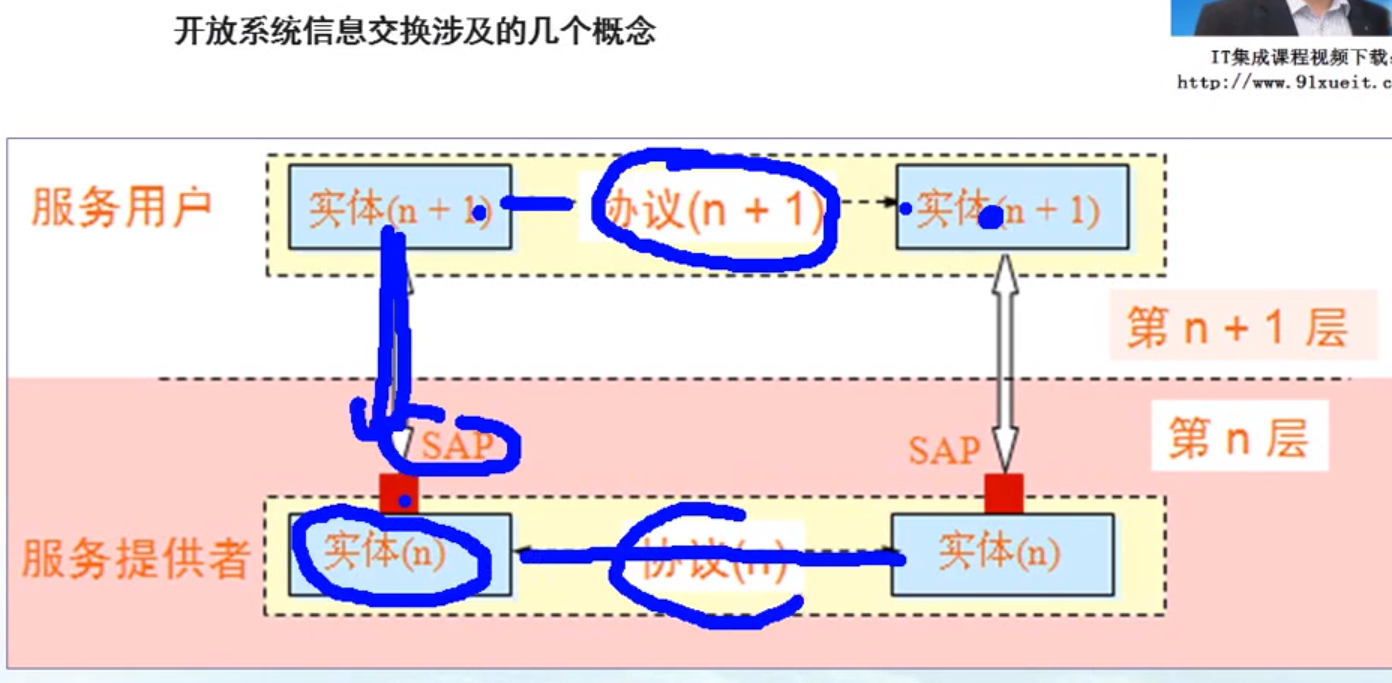 开放系统信息交换涉及的几个概念
IT集成课程视频下载
http://www.91xueit.c
服务用户
实体(n + 1)
协议(n + 1)
实体(n + 1)
第 n + 1 层
SAP
SAP
第 n 层
服务提供者
实体(n)
协议(n)
实体(n)